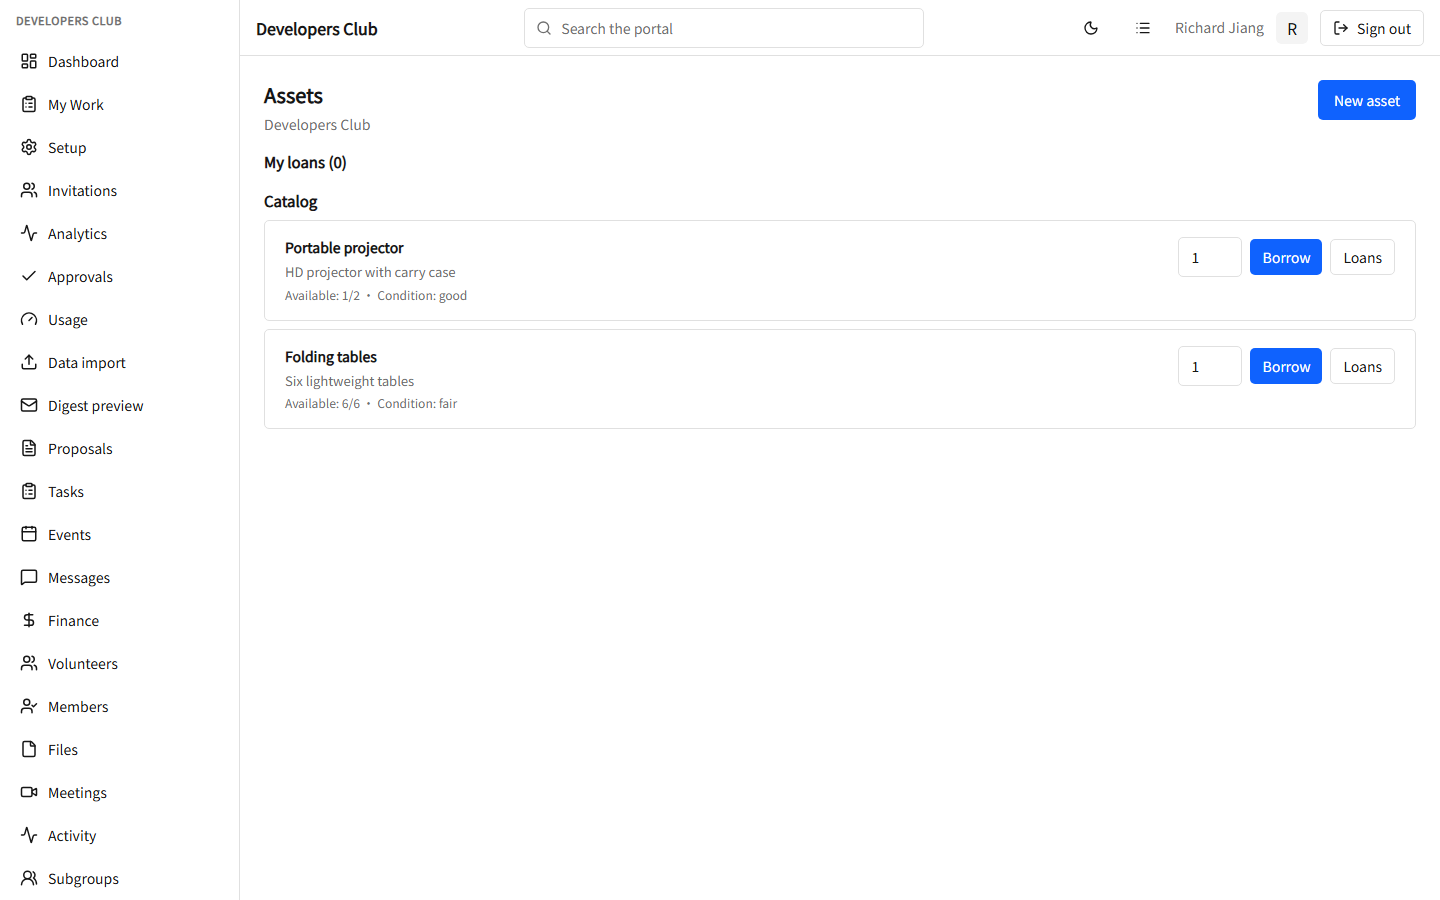 DEVELOPERS CLUB
Dashboard
My Work
Setup
Invitations
Analytics
Approvals
Usage
Data import
Digest preview
Proposals
Tasks
Events
Messages
Finance
Volunteers
Members
Files
Meetings
Activity
Subgroups
Developers Club
Search the portal
Richard Jiang
R
Sign out
Assets
Developers Club
New asset
My loans (0)
Catalog
Portable projector
HD projector with carry case
Available: 1/2 • Condition: good
1
Borrow
Loans
Folding tables
Six lightweight tables
Available: 6/6 • Condition: fair
1
Borrow
Loans